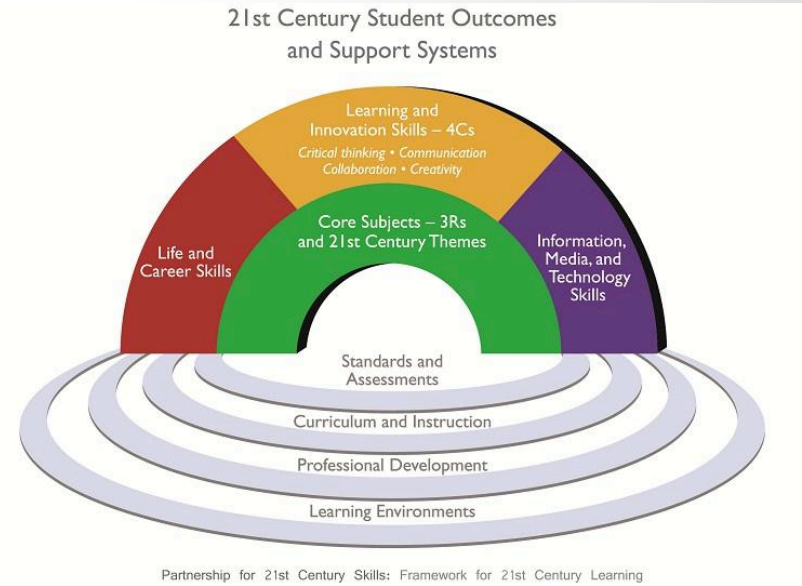 21st Century Student Outcomes
and Support Systems
Learning and
Innovation Skills – 4Cs
Critical thinking • Communication
Collaboration • Creativity
Core Subjects – 3Rs
and 21st Century Themes
Life and
Career Skills
Information,
Media, and
Technology
Skills
Standards and
Assessments
Curriculum and Instruction
Professional Development
Learning Environments
Partnership for 21st Century Skills: Framework for 21st Century Learning